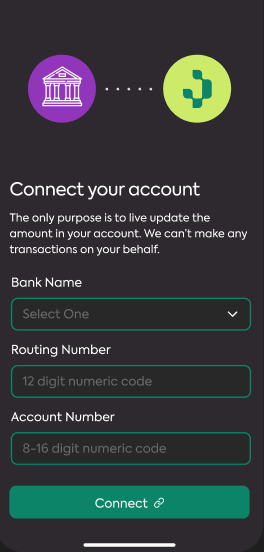 Connect your account
The only purpose is to live update the
amount in your account. We can't make any
transactions on your behalf.
Bank Name
Select One
Routing Number
12 digit numeric code
Account Number
8-16 digit numeric code
Connect